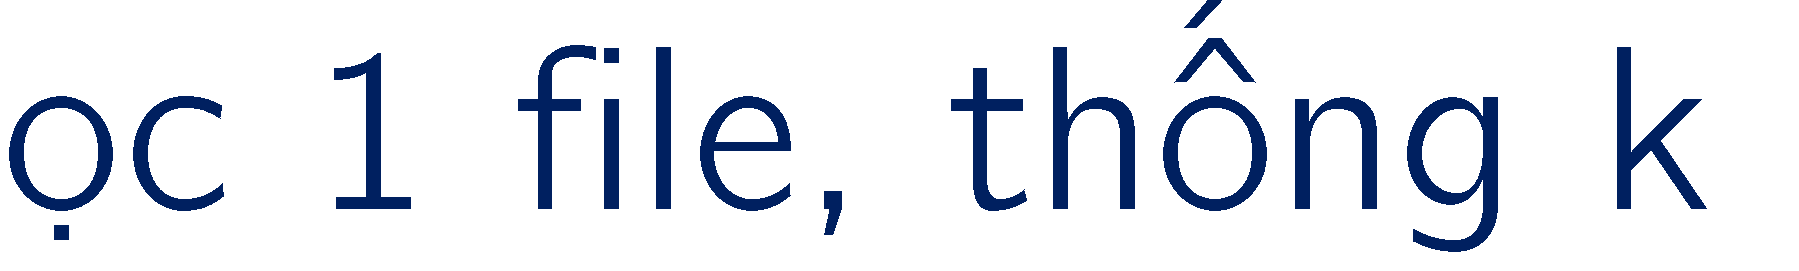 ọc 1 file, thống k